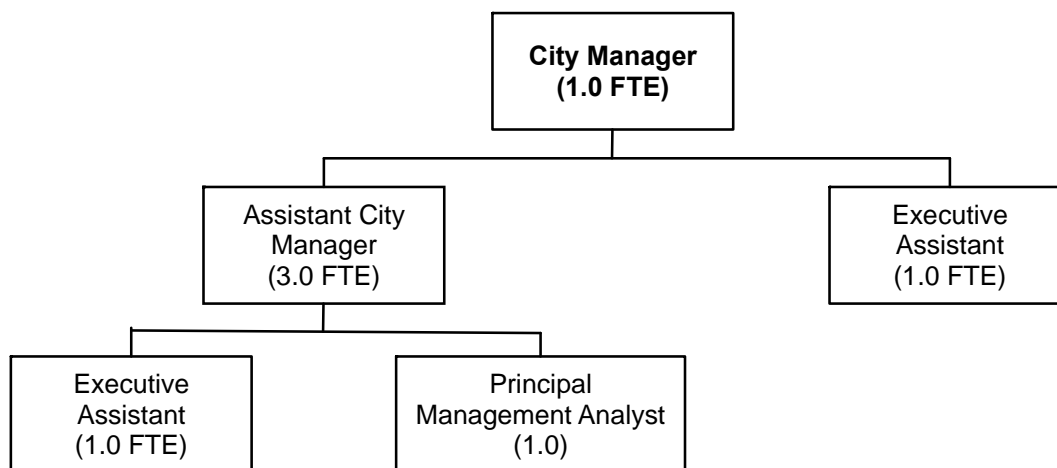 City Manager
(1.0 FTE)
Assistant City
Manager
(3.0 FTE)
Executive
Assistant
(1.0 FTE)
Executive
Assistant
(1.0 FTE)
Principal
Management Analyst
(1.0)